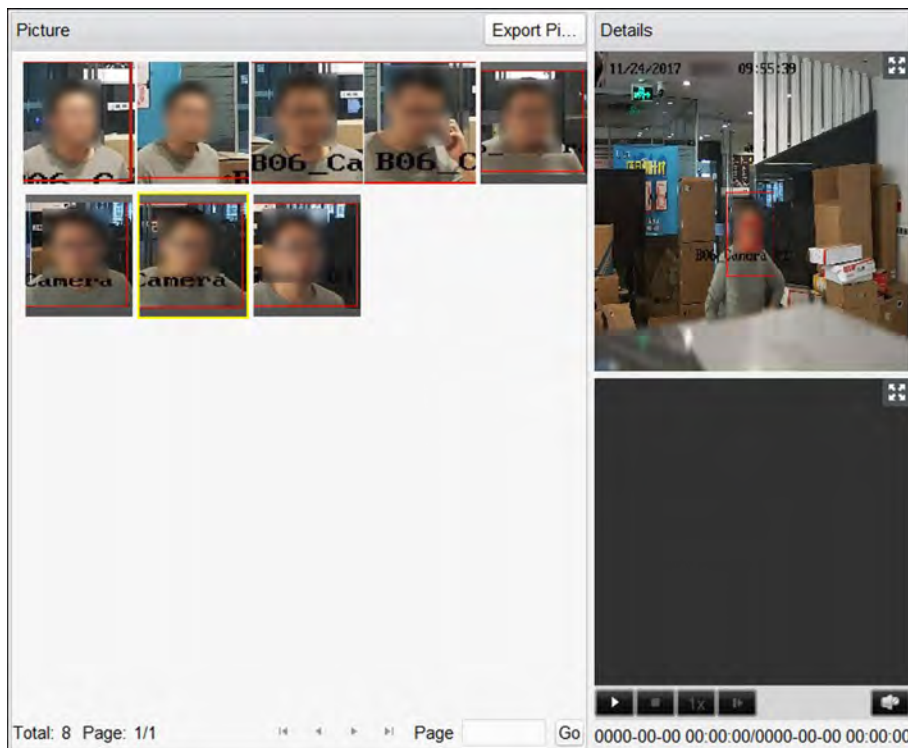 Picture
Export Pi...
Details
B06_Ca
B06_C
Camera
Camera
11/24/2017
09:55:39
B06_Camera
Total: 8 Page: 1/1
Page
Go
1x
0000-00-00 00:00:00/0000-00-00 00:00:00